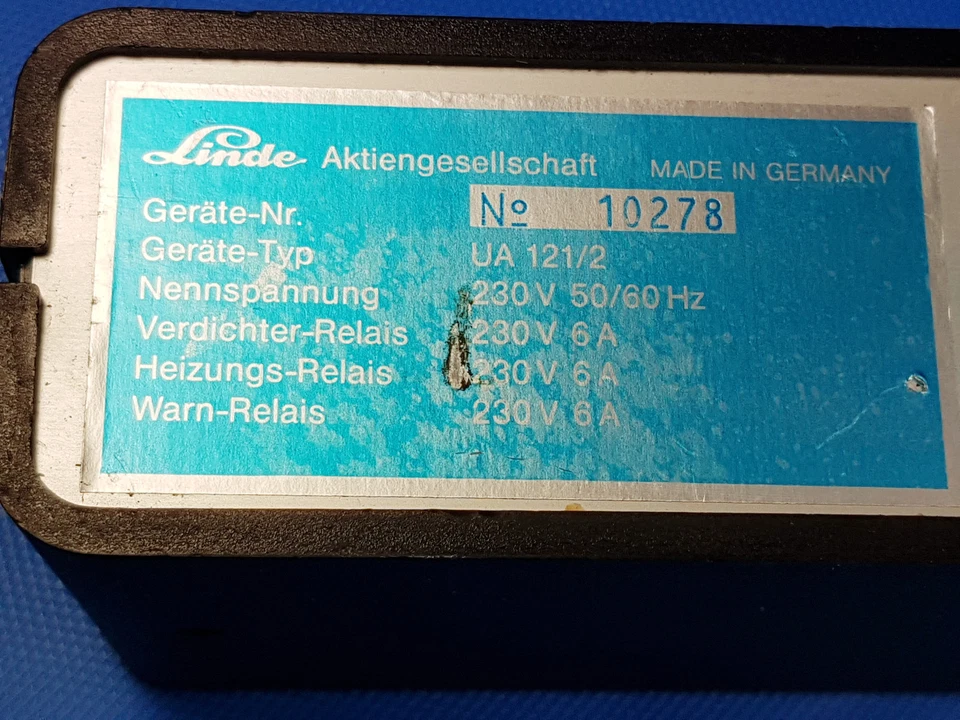 Linde Aktiengesellschaft MADE IN GERMANY
Geräte-Nr. Nº 10278
Geräte-Typ UA 121/2
Nennspannung 230 V 50/60 Hz
Verdichter-Relais 230 V 6 A
Heizungs-Relais 230 V 6 A
Warn-Relais 230 V 6 A